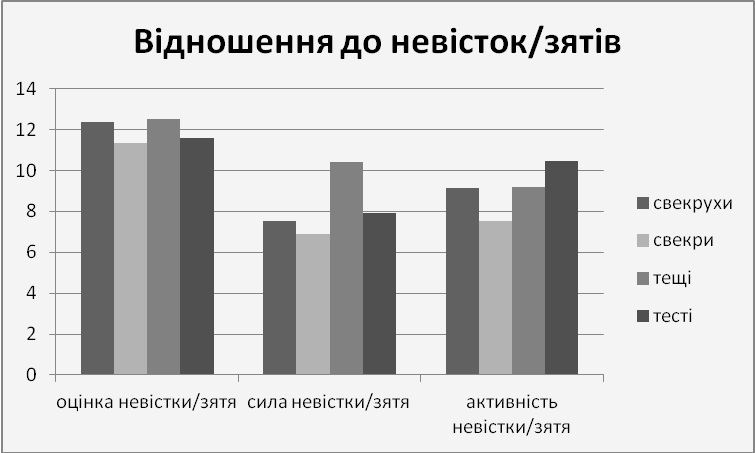 Відношення до невісток/зятів
14
12
10
8
6
4
2
0
оцінка невістки/зятя
сила невістки/зятя
активність
невістки/зятя
свекрухи
свекри
тещі
тесті